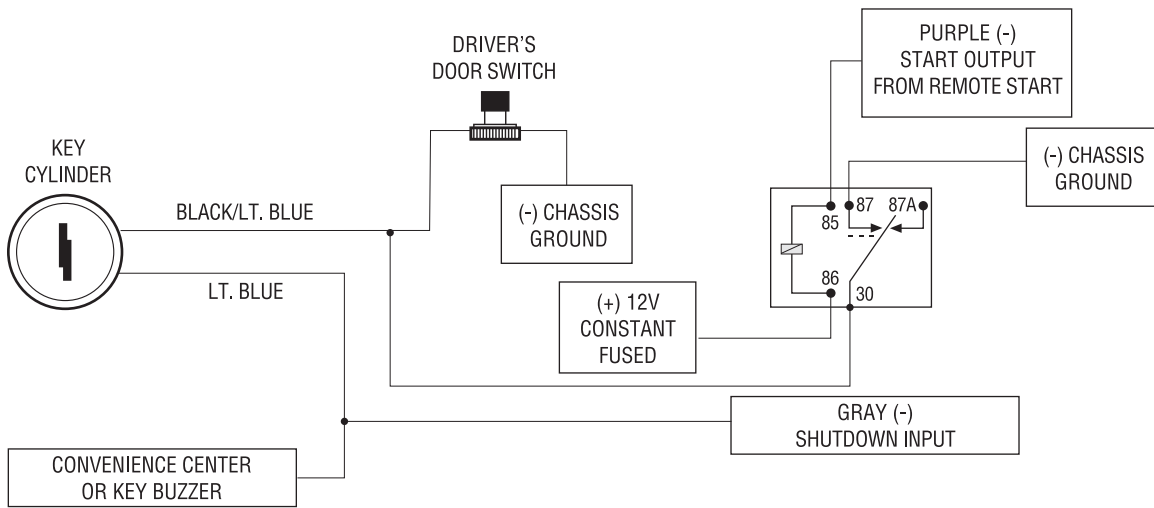 PURPLE (-)
START OUTPUT
FROM REMOTE START
DRIVER'S
DOOR SWITCH
KEY
CYLINDER
(-) CHASSIS
GROUND
BLACK/LT. BLUE
(-) CHASSIS
GROUND
87
87A
85
86
30
LT. BLUE
(+) 12V
CONSTANT
FUSED
GRAY (-)
SHUTDOWN INPUT
CONVENIENCE CENTER
OR KEY BUZZER